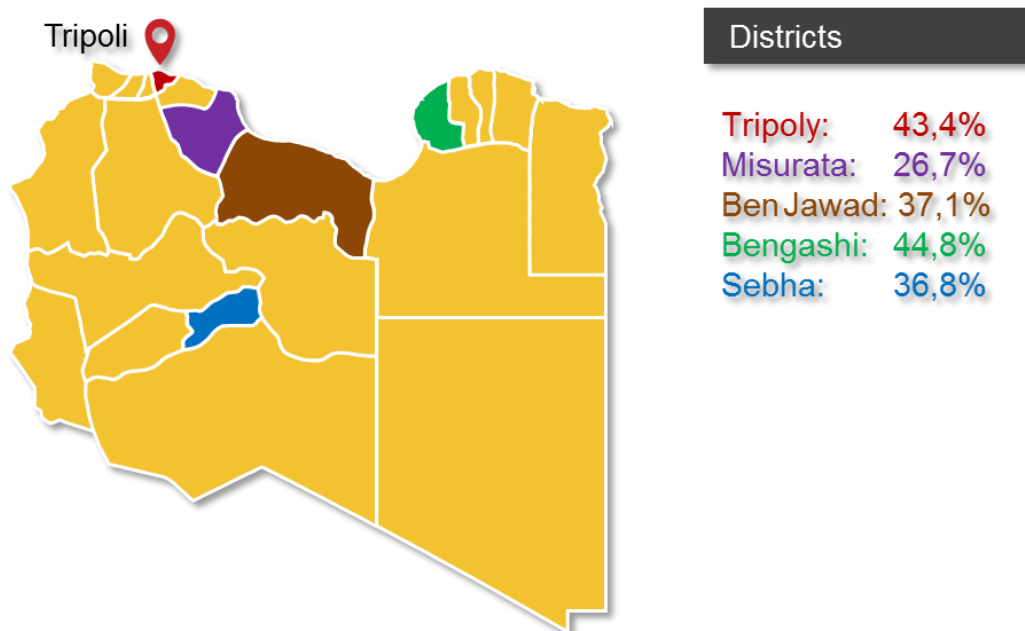 Tripoli
Districts
Tripoly: 43,4%
Misurata: 26,7%
Ben Jawad: 37,1%
Bengashi: 44,8%
Sebha: 36,8%